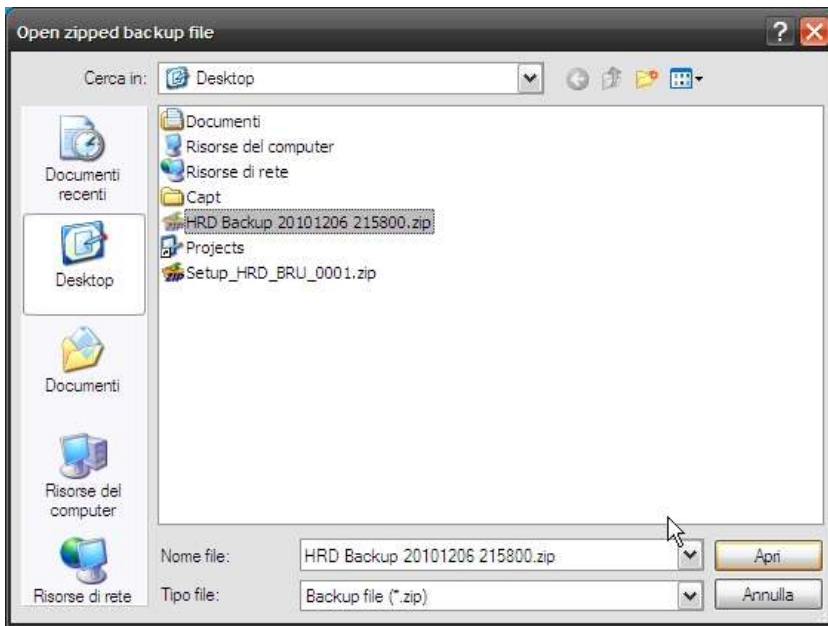 Open zipped backup file
Cerca in: Desktop
Documenti
Risorse del computer
Risorse di rete
Capt
HRD Backup 20101206 215800.zip
Projects
Setup_HRD_BRU_0001.zip
Documenti
recenti
Desktop
Documenti
Risorse del
computer
Risorse di rete
Nome file: HRD Backup 20101206 215800.zip Apri
Tipo file: Backup file (*.zip) Annulla